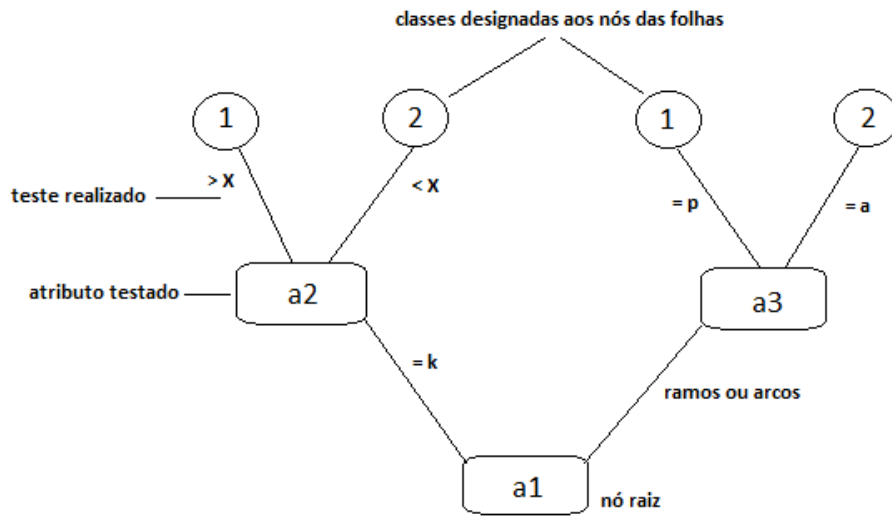 classes designadas aos nós das folhas
1
2
1
2
> X
< X
= p
= a
teste realizado
atributo testado
a2
a3
= k
ramos ou arcos
a1
nó raiz